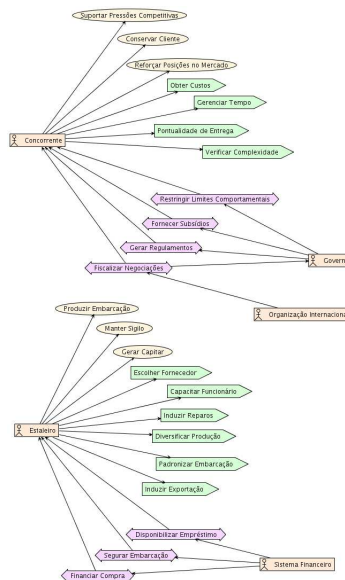 Suportar Pressões Competitivas
Conservar Cliente
Reforçar Posições no Mercado
Obter Custos
Gerenciar Tempo
Pontualidade de Entrega
Concorrente
Verificar Complexidade
Restringir Limites Comportamentais
Fornecer Subsídios
Gerar Regulamentos
Govern
Fiscalizar Negociações
Organização Internaciona
Produzir Embarcação
Manter Sigilo
Gerar Capitar
Escolher Fornecedor
Capacitar Funcionário
Induzir Reparos
Estaleiro
Diversificar Produção
Padronizar Embarcação
Induzir Exportação
Disponibilizar Empréstimo
Segurar Embarcação
Sistema Financeiro
Financiar Compra